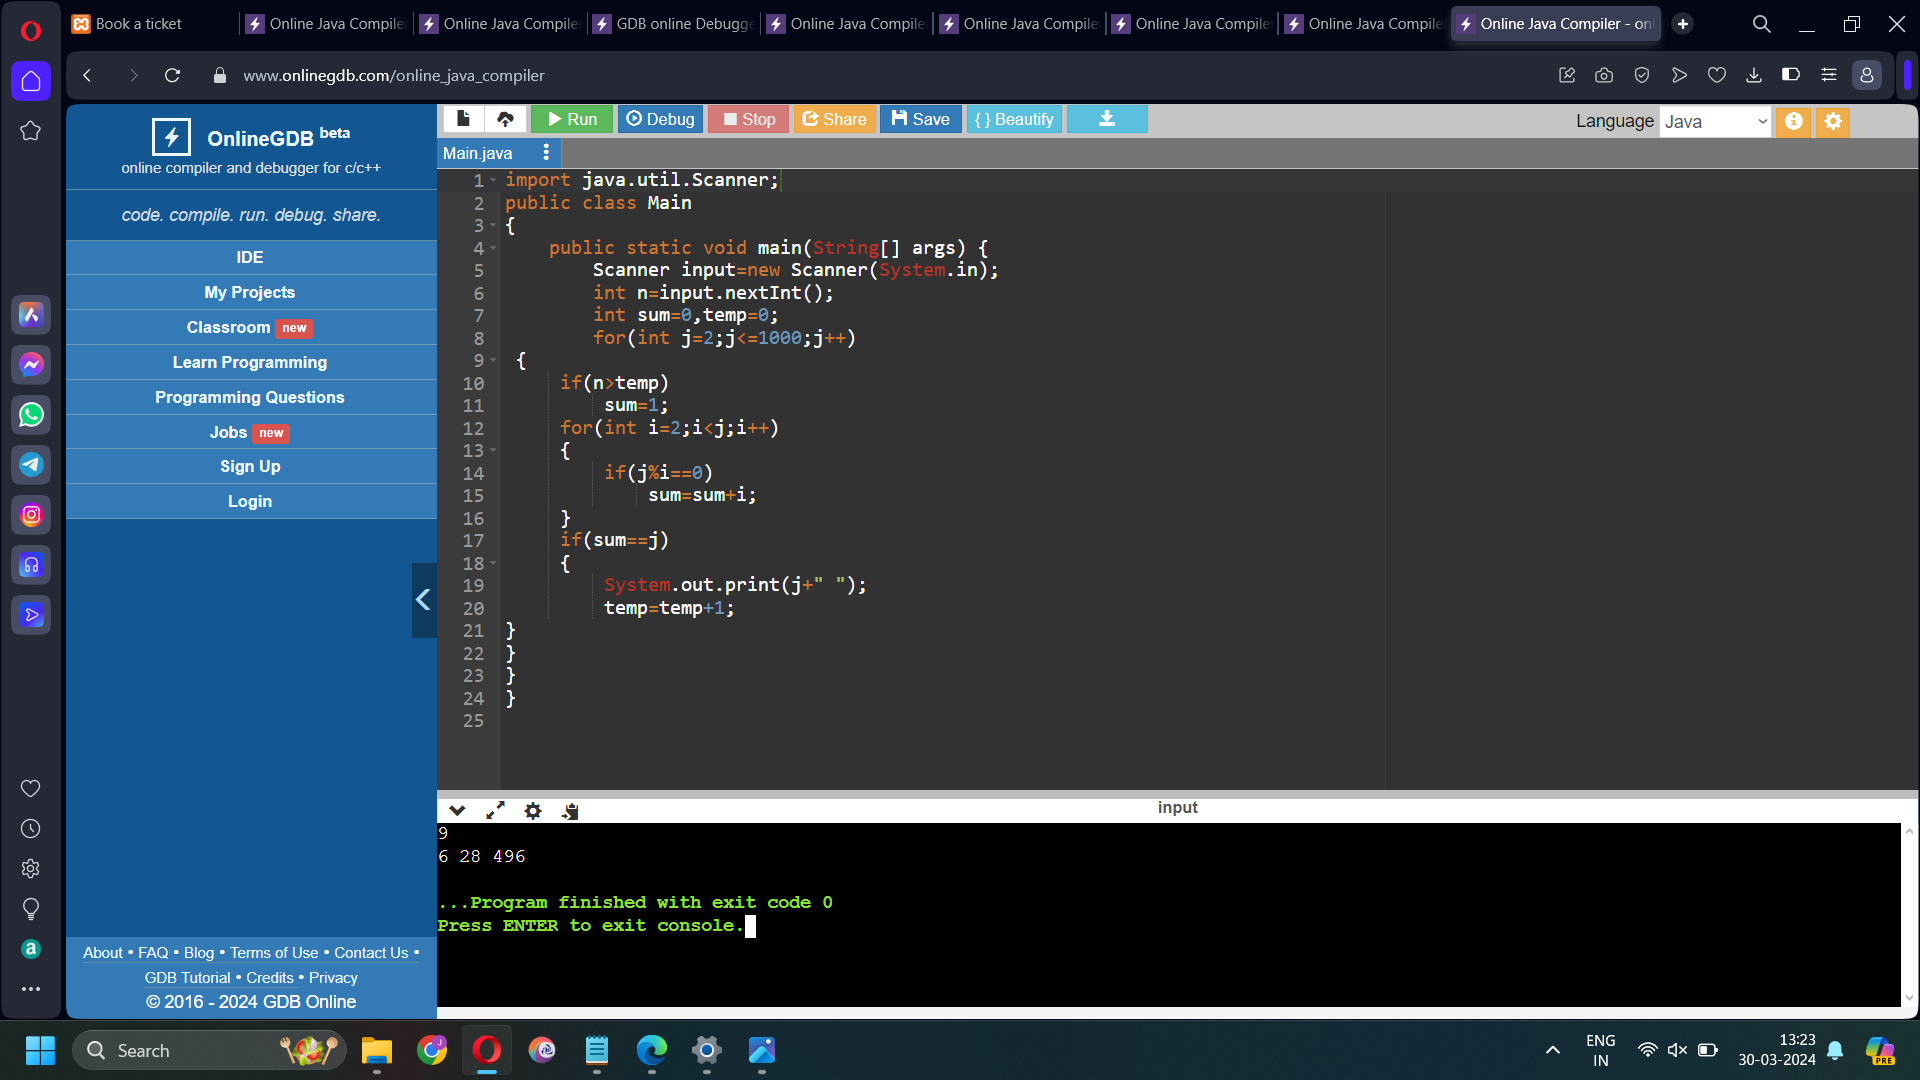 Book a ticket
Online Java Compiler
Online Java Compiler
GDB online Debugge
Online Java Compile
Online Java Compile
Online Java Compile
Online Java Compile
Online Java Compiler - onl
www.onlinegdb.com/online_java_compiler
OnlineGDB beta
online compiler and debugger for c/c++
code. compile. run. debug. share.
IDE
My Projects
Classroom new
Learn Programming
Programming Questions
Jobs new
Sign Up
Login
About • FAQ • Blog • Terms of Use • Contact Us •
GDB Tutorial • Credits • Privacy
© 2016 - 2024 GDB Online
Run Debug Stop Share Save { } Beautify
Language Java
Main.java
1 import java.util.Scanner;
2 public class Main
3 {
4     public static void main(String[] args) {
5         Scanner input=new Scanner(System.in);
6         int n=input.nextInt();
7         int sum=0,temp=0;
8         for(int j=2;j<=1000;j++)
9  {
10      if(n>temp)
11          sum=1;
12      for(int i=2;i<j;i++)
13      {
14          if(j%i==0)
15              sum=sum+i;
16      }
17      if(sum==j)
18      {
19          System.out.print(j+" ");
20          temp=temp+1;
21 }
22 }
23 }
24 }
25
input
9
6 28 496
...Program finished with exit code 0
Press ENTER to exit console.
Search
ENG
IN
13:23
30-03-2024
PRE